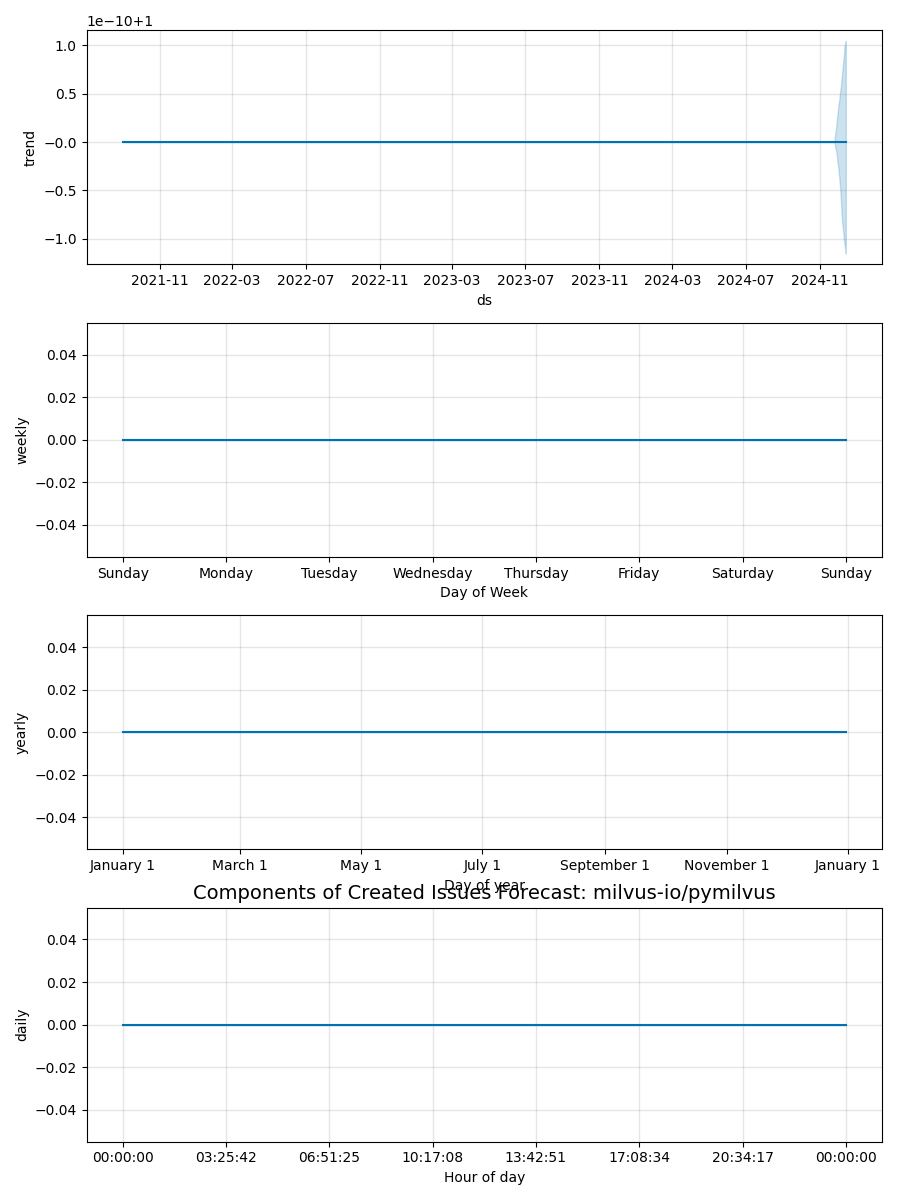 1e−10+1
1.0
0.5
−0.0
−0.5
−1.0
trend
2021-11 2022-03 2022-07 2022-11 2023-03 2023-07 2023-11 2024-03 2024-07 2024-11
ds
0.04
0.02
0.00
−0.02
−0.04
weekly
Sunday Monday Tuesday Wednesday Thursday Friday Saturday Sunday
Day of Week
0.04
0.02
0.00
−0.02
−0.04
yearly
January 1 March 1 May 1 July 1 September 1 November 1 January 1
Day of year
Components of Created Issues Forecast: milvus-io/pymilvus
0.04
0.02
0.00
−0.02
−0.04
daily
00:00:00 03:25:42 06:51:25 10:17:08 13:42:51 17:08:34 20:34:17 00:00:00
Hour of day